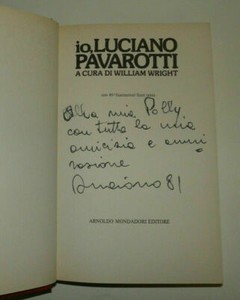 io, LUCIANO
PAVAROTTI
A CURA DI WILLIAM WRIGHT
Alla mia Polly
con tutta la mia
amicizia e ammi
razione
81
ARNOLDO MONDADORI EDITORE